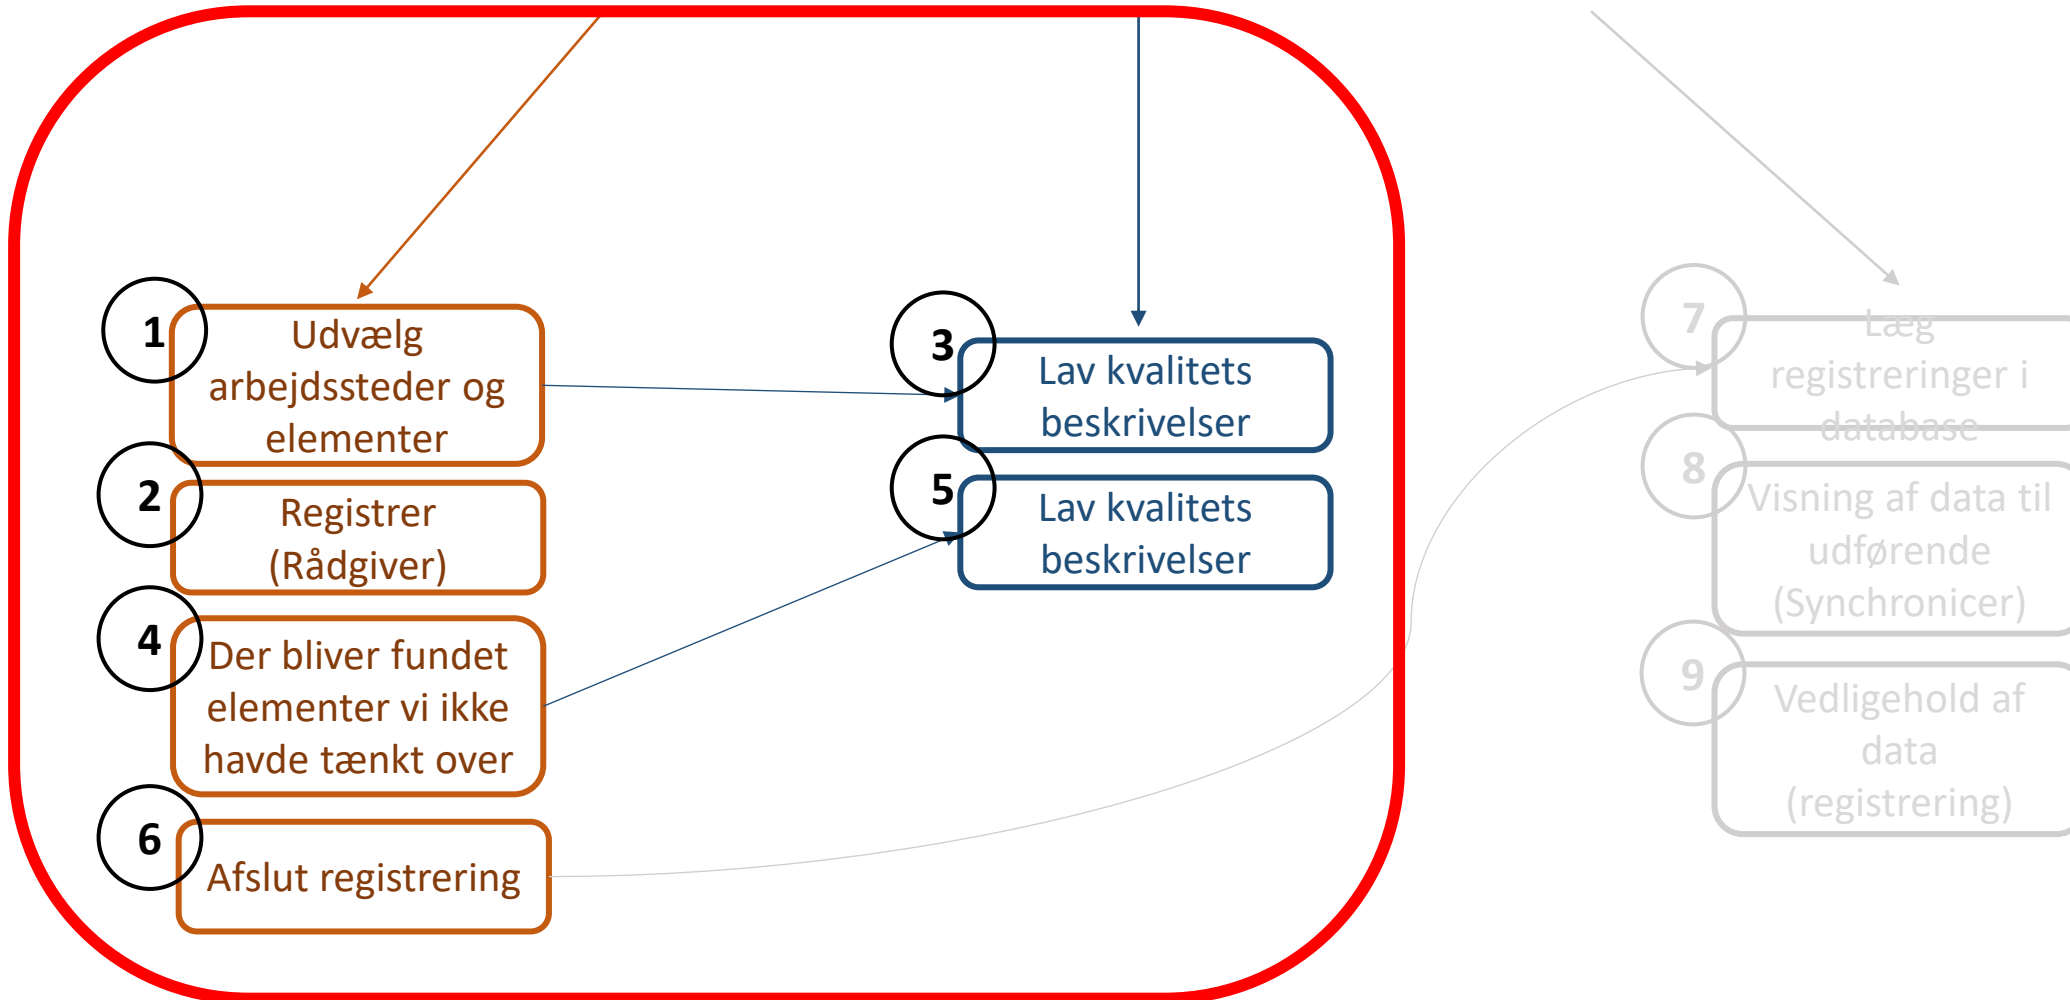 1
Udvælg
arbejdssteder og
elementer
2
Registrer
(Rådgiver)
4
Der bliver fundet
elementer vi ikke
havde tænkt over
6
Afslut registrering
3
Lav kvalitets
beskrivelser
5
Lav kvalitets
beskrivelser
7
Læg
registreringer i
database
8
Visning af data til
udførende
(Synchronicer)
9
Vedligehold af
data
(registrering)